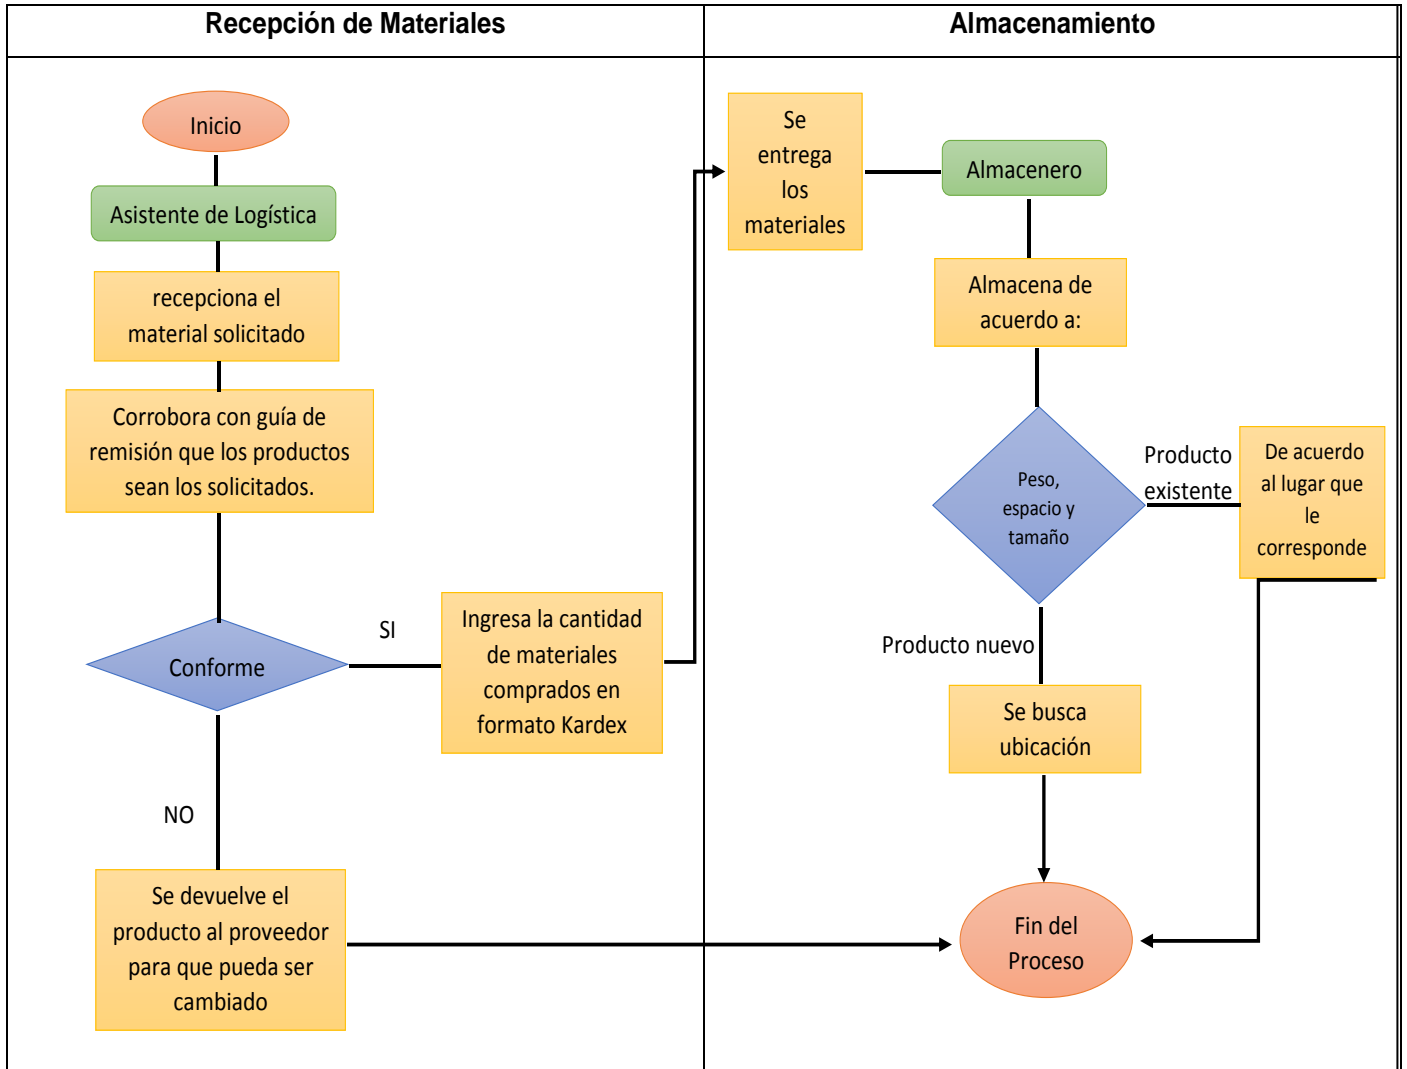 Recepción de Materiales
Almacenamiento
Inicio
Asistente de Logística
recepciona el
material solicitado
Corrobora con guía de
remisión que los productos
sean los solicitados.
Conforme
SI
Ingresa la cantidad
de materiales
comprados en
formato Kardex
NO
Se devuelve el
producto al proveedor
para que pueda ser
cambiado
Se
entrega
los
materiales
Almacenero
Almacena de
acuerdo a:
Peso,
espacio y
tamaño
Producto
existente
De acuerdo
al lugar que
le
corresponde
Producto nuevo
Se busca
ubicación
Fin del
Proceso